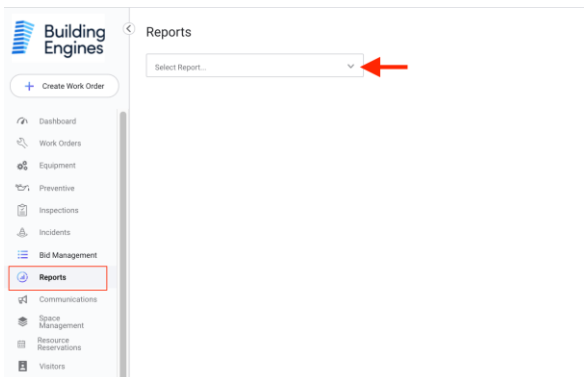 Building
Engines
Reports
Select Report...
Create Work Order
Dashboard
Work Orders
Equipment
Preventive
Inspections
Incidents
Bid Management
Reports
Communications
Space
Management
Resource
Reservations
Visitors